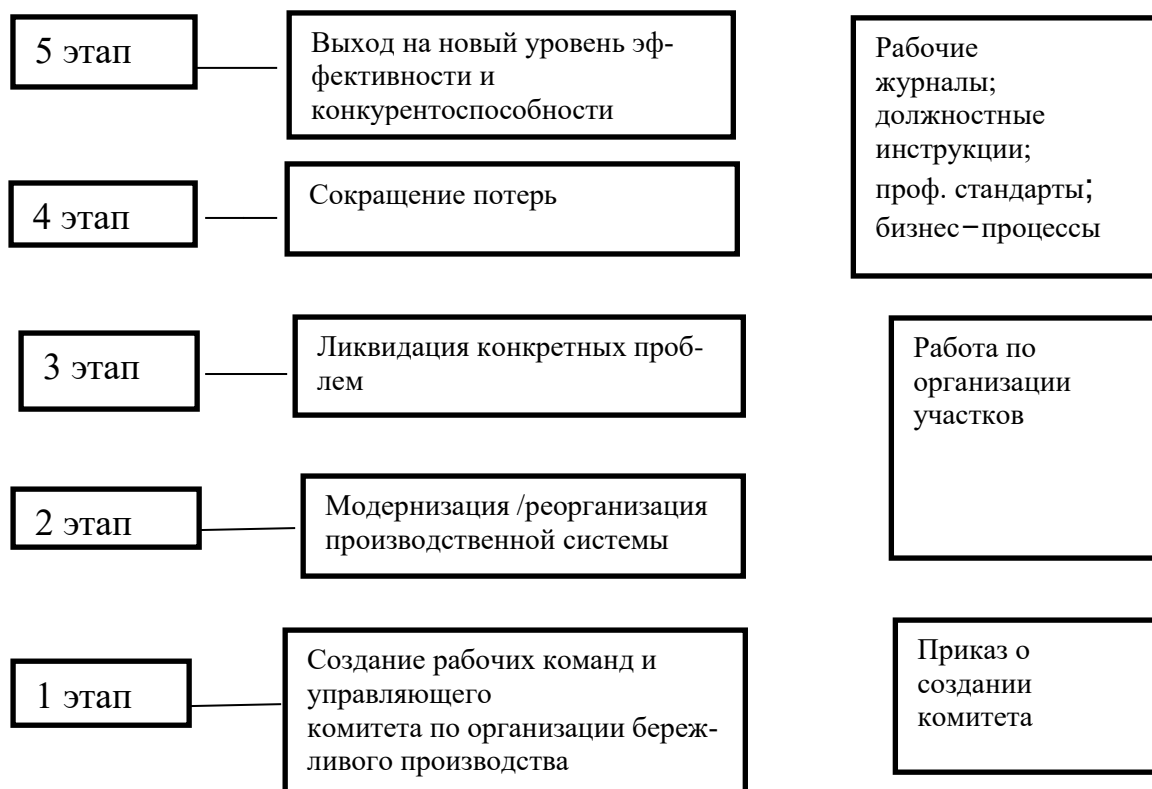 5 этап
Выход на новый уровень эф-
фективности и
конкурентоспособности
Рабочие
журналы;
должностные
инструкции;
проф. стандарты;
бизнес−процессы
4 этап
Сокращение потерь
3 этап
Ликвидация конкретных проб-
лем
Работа по
организации
участков
2 этап
Модернизация /реорганизация
производственной системы
1 этап
Создание рабочих команд и
управляющего
комитета по организации береж-
ливого производства
Приказ о
создании
комитета